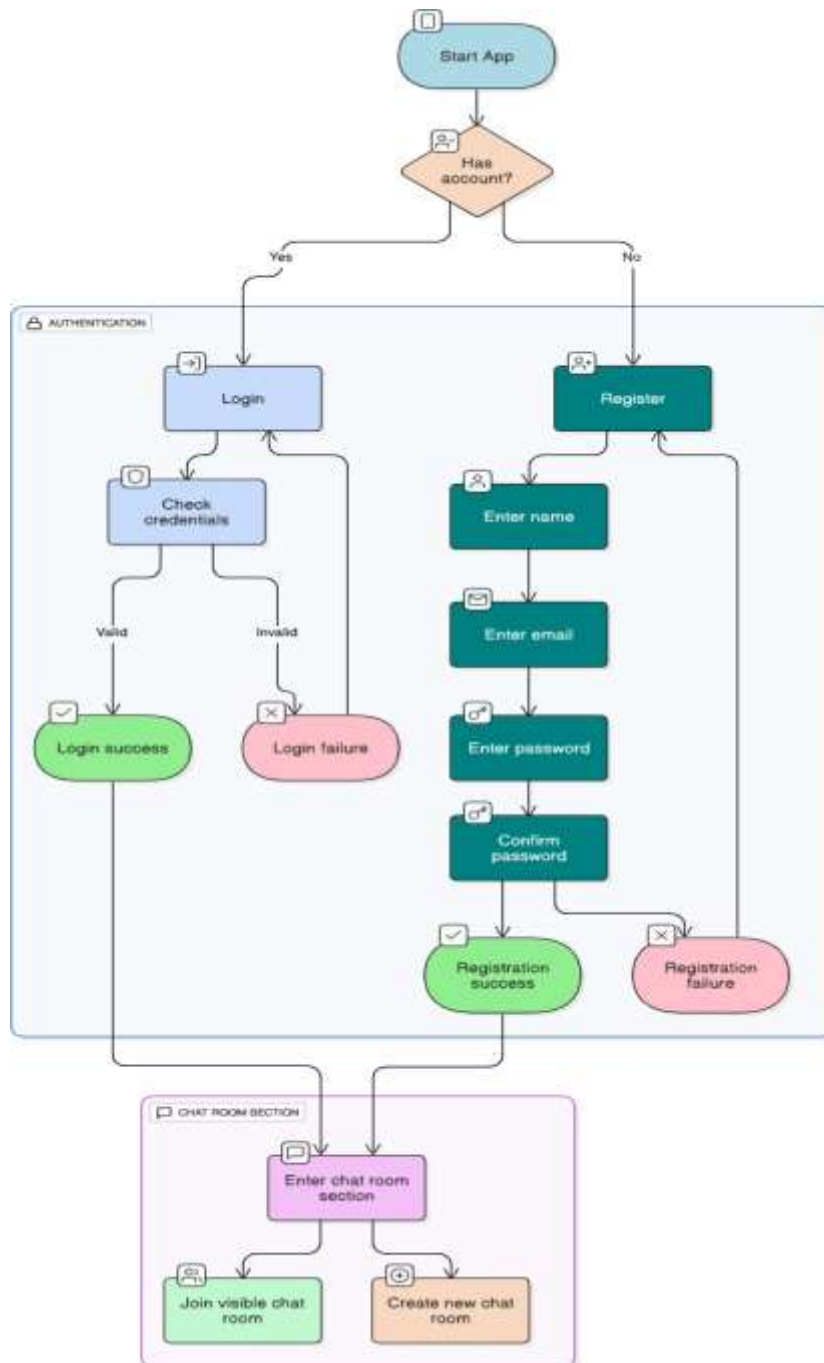 Start App
Has
account?
Yes
No
AUTHENTICATION
Login
Register
Check
credentials
Enter name
Valid
Invalid
Enter email
Login success
Login failure
Enter password
Confirm
password
Registration
success
Registration
failure
CHAT ROOM SECTION
Enter chat room
section
Join visible chat
room
Create new chat
room